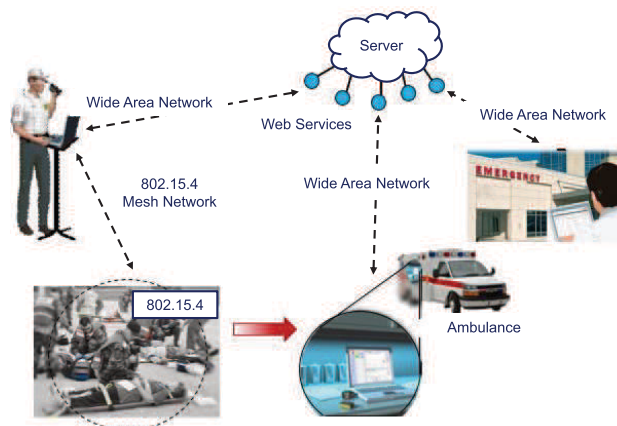 Server
Wide Area Network
Web Services
Wide Area Network
EMERGENCY
802.15.4
Mesh Network
Wide Area Network
802.15.4
Ambulance